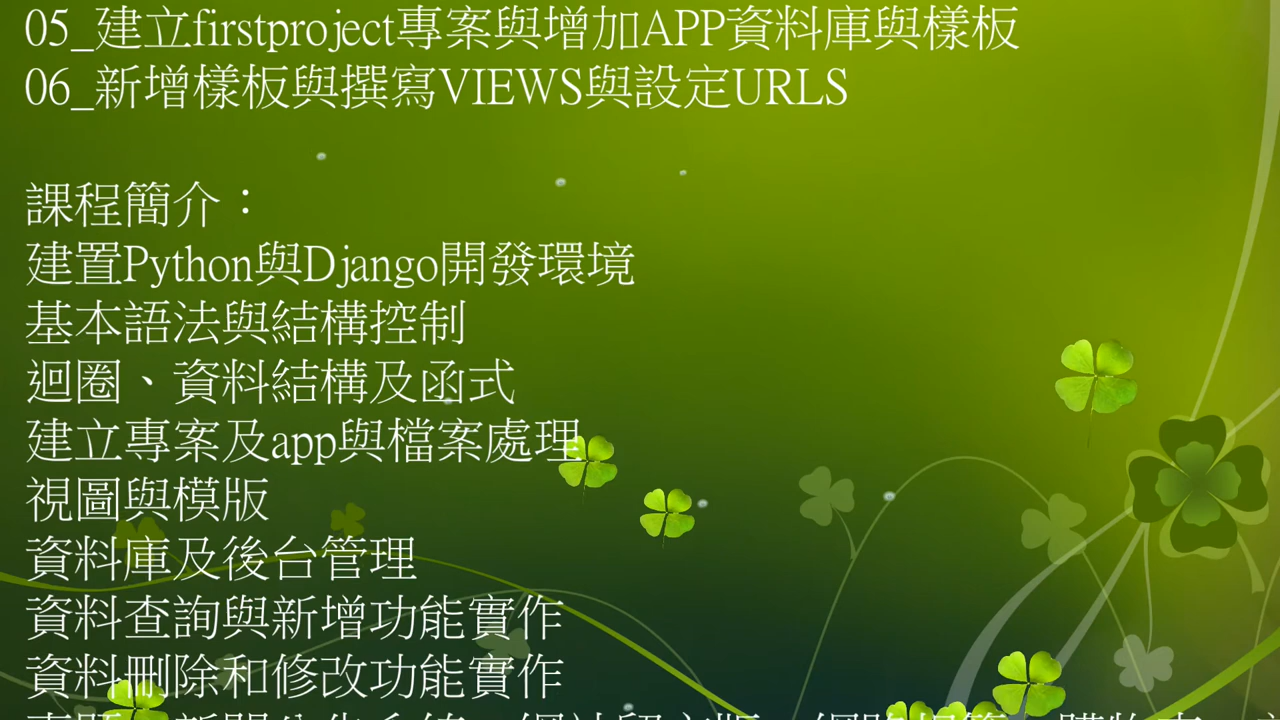 05_建立firstproject專案與增加APP資料庫與樣板
06_新增樣板與撰寫VIEWS與設定URLS
課程簡介：
建置Python與Django開發環境
基本語法與結構控制
迴圈、資料結構及函式
建立專案及app與檔案處理
視圖與模版
資料庫及後台管理
資料查詢與新增功能實作
資料刪除和修改功能實作